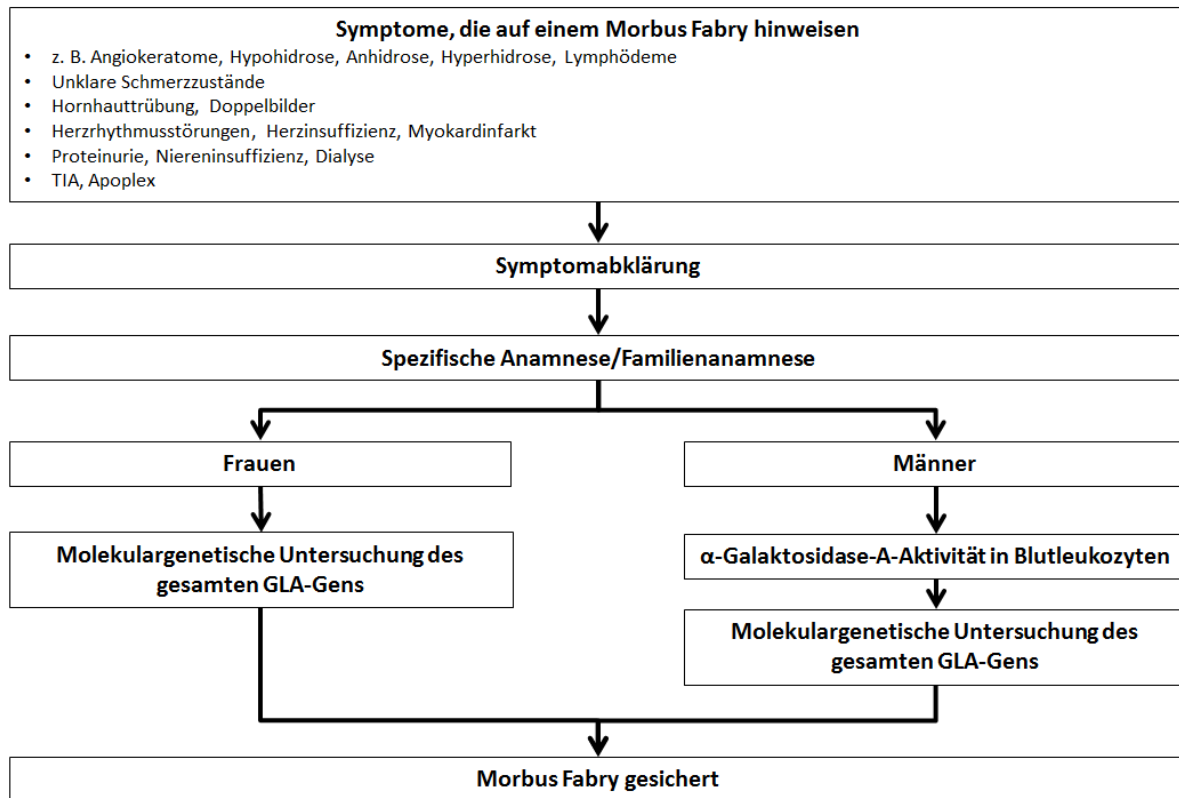 Symptome, die auf einem Morbus Fabry hinweisen
• z. B. Angiokeratome, Hypohidrose, Anhidrose, Hyperhidrose, Lymphödeme
• Unklare Schmerzzustände
• Hornhauttrübung, Doppelbilder
• Herzrhythmusstörungen, Herzinsuffizienz, Myokardinfarkt
• Proteinurie, Niereninsuffizienz, Dialyse
• TIA, Apoplex
Symptomabklärung
Spezifische Anamnese/Familienanamnese
Frauen
Molekulargenetische Untersuchung des
gesamten GLA-Gens
Männer
α-Galaktosidase-A-Aktivität in Blutleukozyten
Molekulargenetische Untersuchung des
gesamten GLA-Gens
Morbus Fabry gesichert